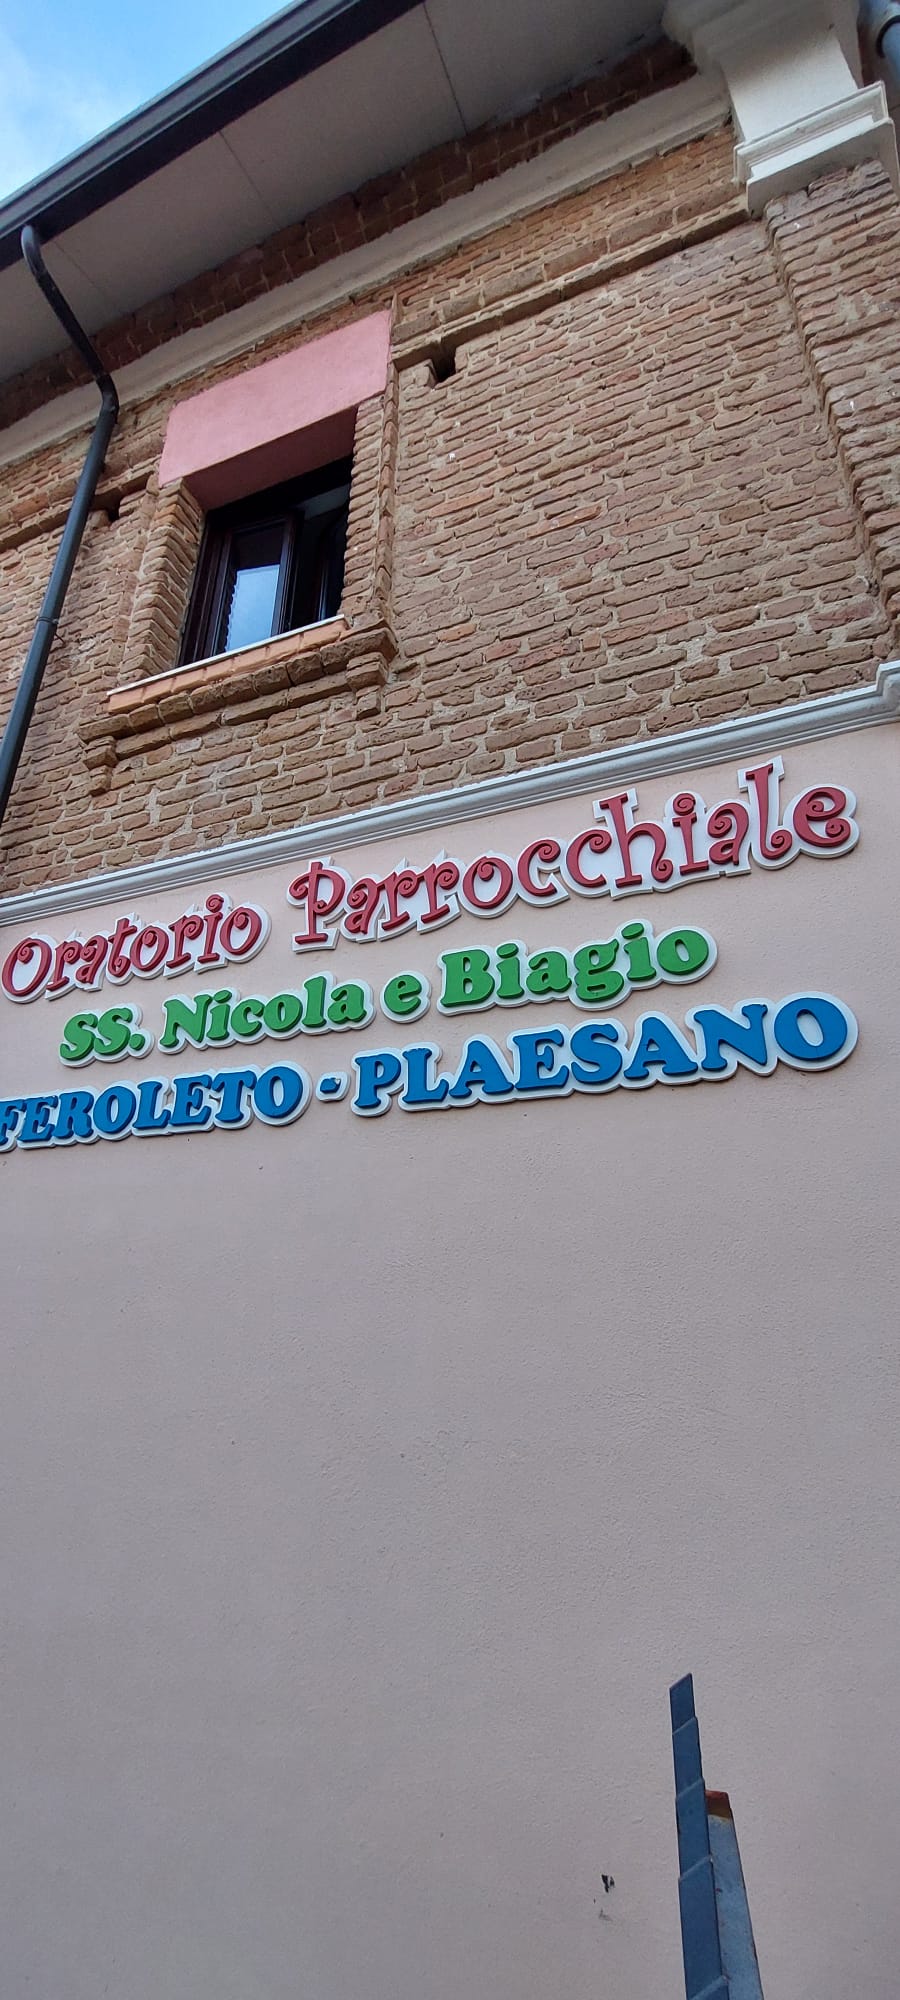 Oratorio Parrocchiale
SS. Nicola e Biagio
FEROLETO - PLAESANO